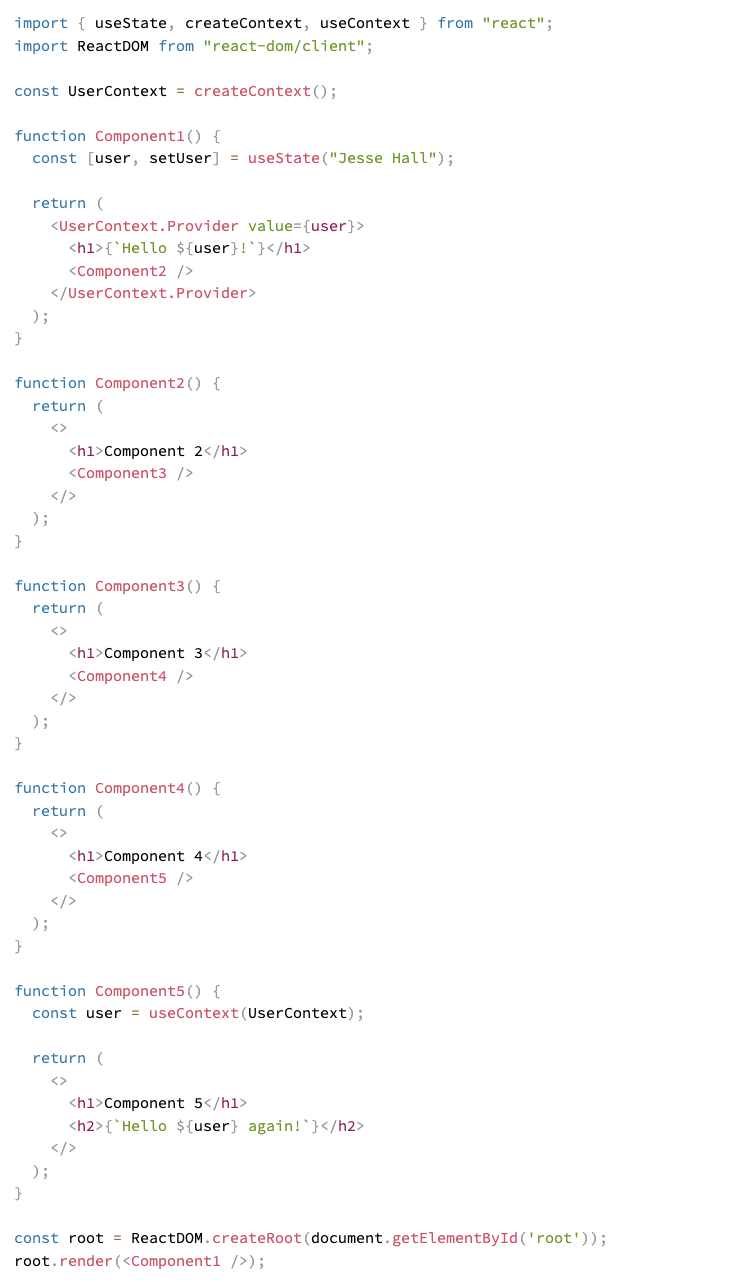 import { useState, createContext, useContext } from "react";
import ReactDOM from "react-dom/client";

const UserContext = createContext();

function Component1() {
  const [user, setUser] = useState("Jesse Hall");

  return (
    <UserContext.Provider value={user}>
      <h1>{`Hello ${user}!`}</h1>
      <Component2 />
    </UserContext.Provider>
  );
}

function Component2() {
  return (
    <>
      <h1>Component 2</h1>
      <Component3 />
    </>
  );
}

function Component3() {
  return (
    <>
      <h1>Component 3</h1>
      <Component4 />
    </>
  );
}

function Component4() {
  return (
    <>
      <h1>Component 4</h1>
      <Component5 />
    </>
  );
}

function Component5() {
  const user = useContext(UserContext);

  return (
    <>
      <h1>Component 5</h1>
      <h2>{`Hello ${user} again!`}</h2>
    </>
  );
}

const root = ReactDOM.createRoot(document.getElementById('root'));
root.render(<Component1 />);